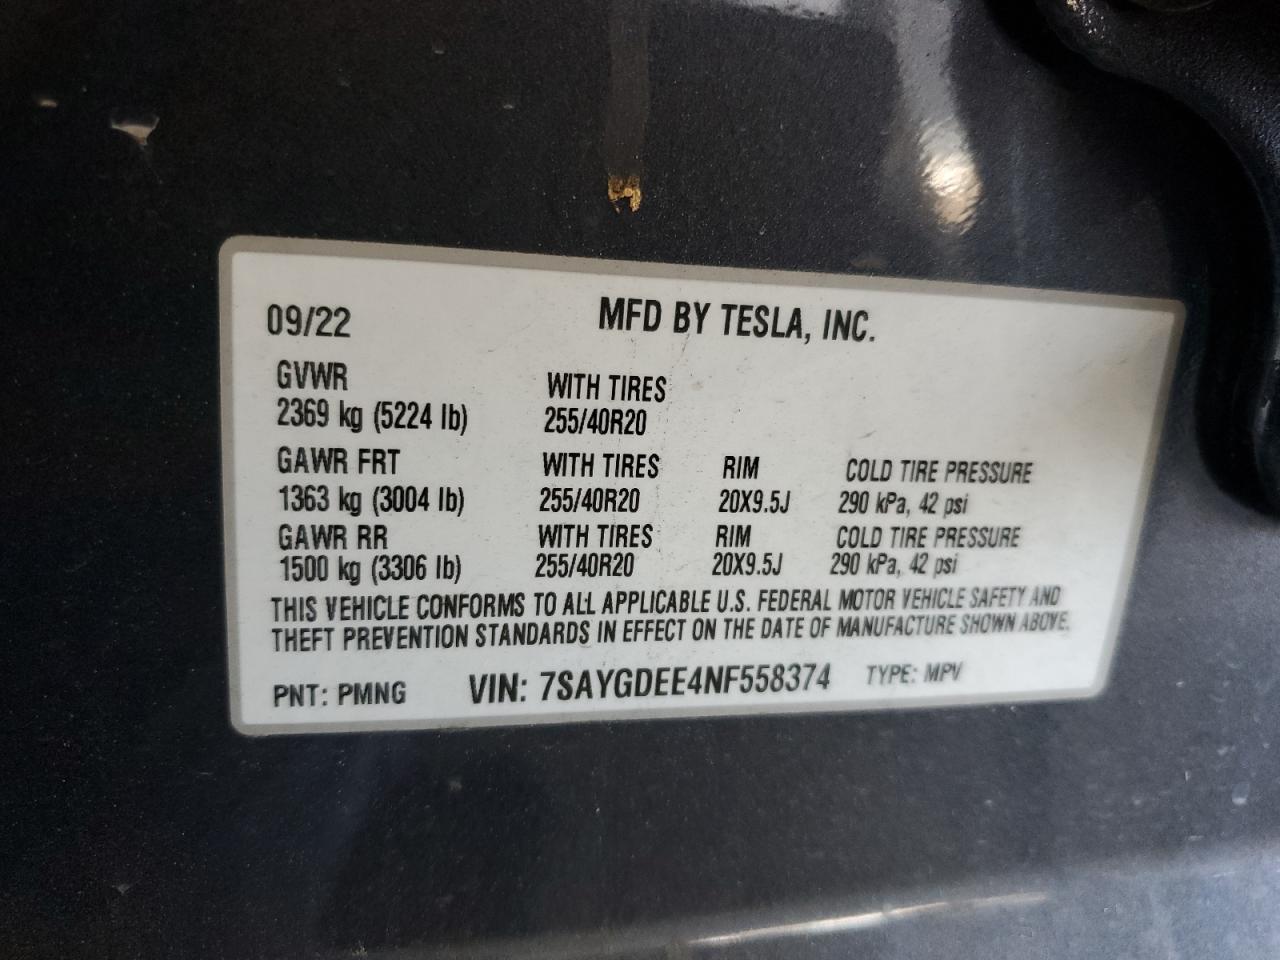 09/22 MFD BY TESLA, INC.
GVWR WITH TIRES
2369 kg (5224 lb) 255/40R20
GAWR FRT WITH TIRES RIM COLD TIRE PRESSURE
1363 kg (3004 lb) 255/40R20 20X9.5J 290 kPa, 42 psi
GAWR RR WITH TIRES RIM COLD TIRE PRESSURE
1500 kg (3306 lb) 255/40R20 20X9.5J 290 kPa, 42 psi
THIS VEHICLE CONFORMS TO ALL APPLICABLE U.S. FEDERAL MOTOR VEHICLE SAFETY AND
THEFT PREVENTION STANDARDS IN EFFECT ON THE DATE OF MANUFACTURE SHOWN ABOVE.
PNT: PMNG VIN: 7SAYGDEE4NF558374 TYPE: MPV